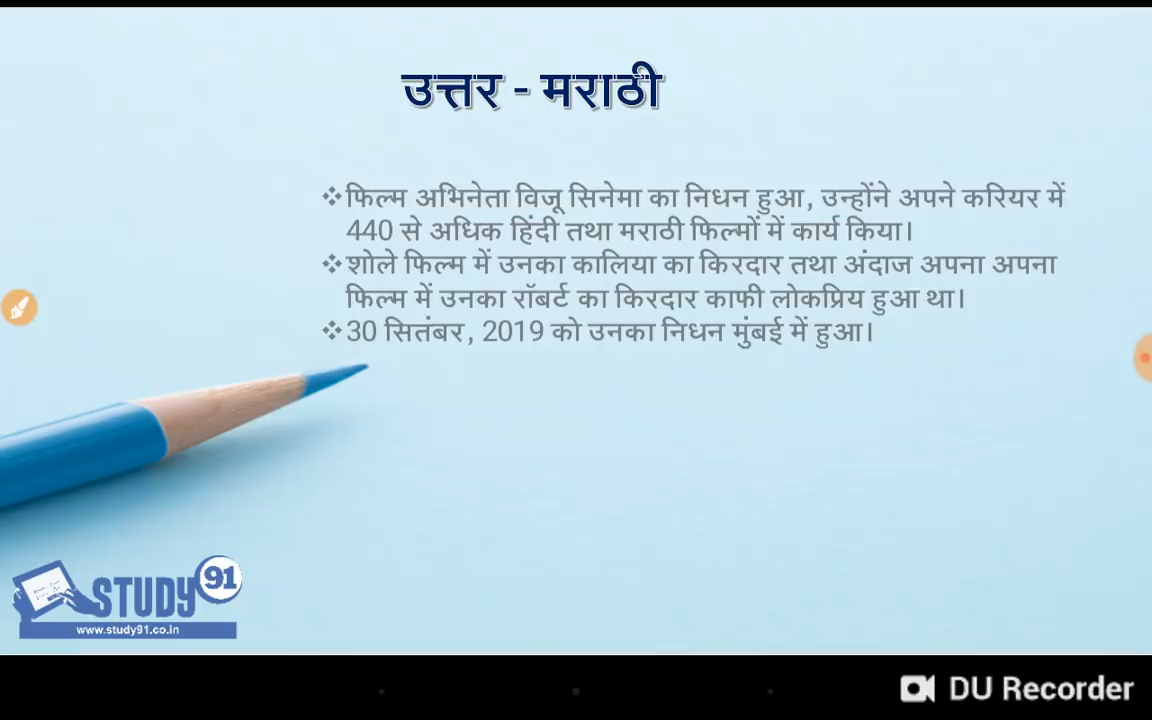 उत्तर - मराठी
❖फिल्म अभिनेता विजू सिनेमा का निधन हुआ, उन्होंने अपने करियर में
440 से अधिक हिंदी तथा मराठी फिल्मों में कार्य किया।
❖शोले फिल्म में उनका कालिया का किरदार तथा अंदाज अपना अपना
फिल्म में उनका रॉबर्ट का किरदार काफी लोकप्रिय हुआ था।
❖30 सितंबर, 2019 को उनका निधन मुंबई में हुआ।
STUDY 91
www.study91.co.in
DU Recorder